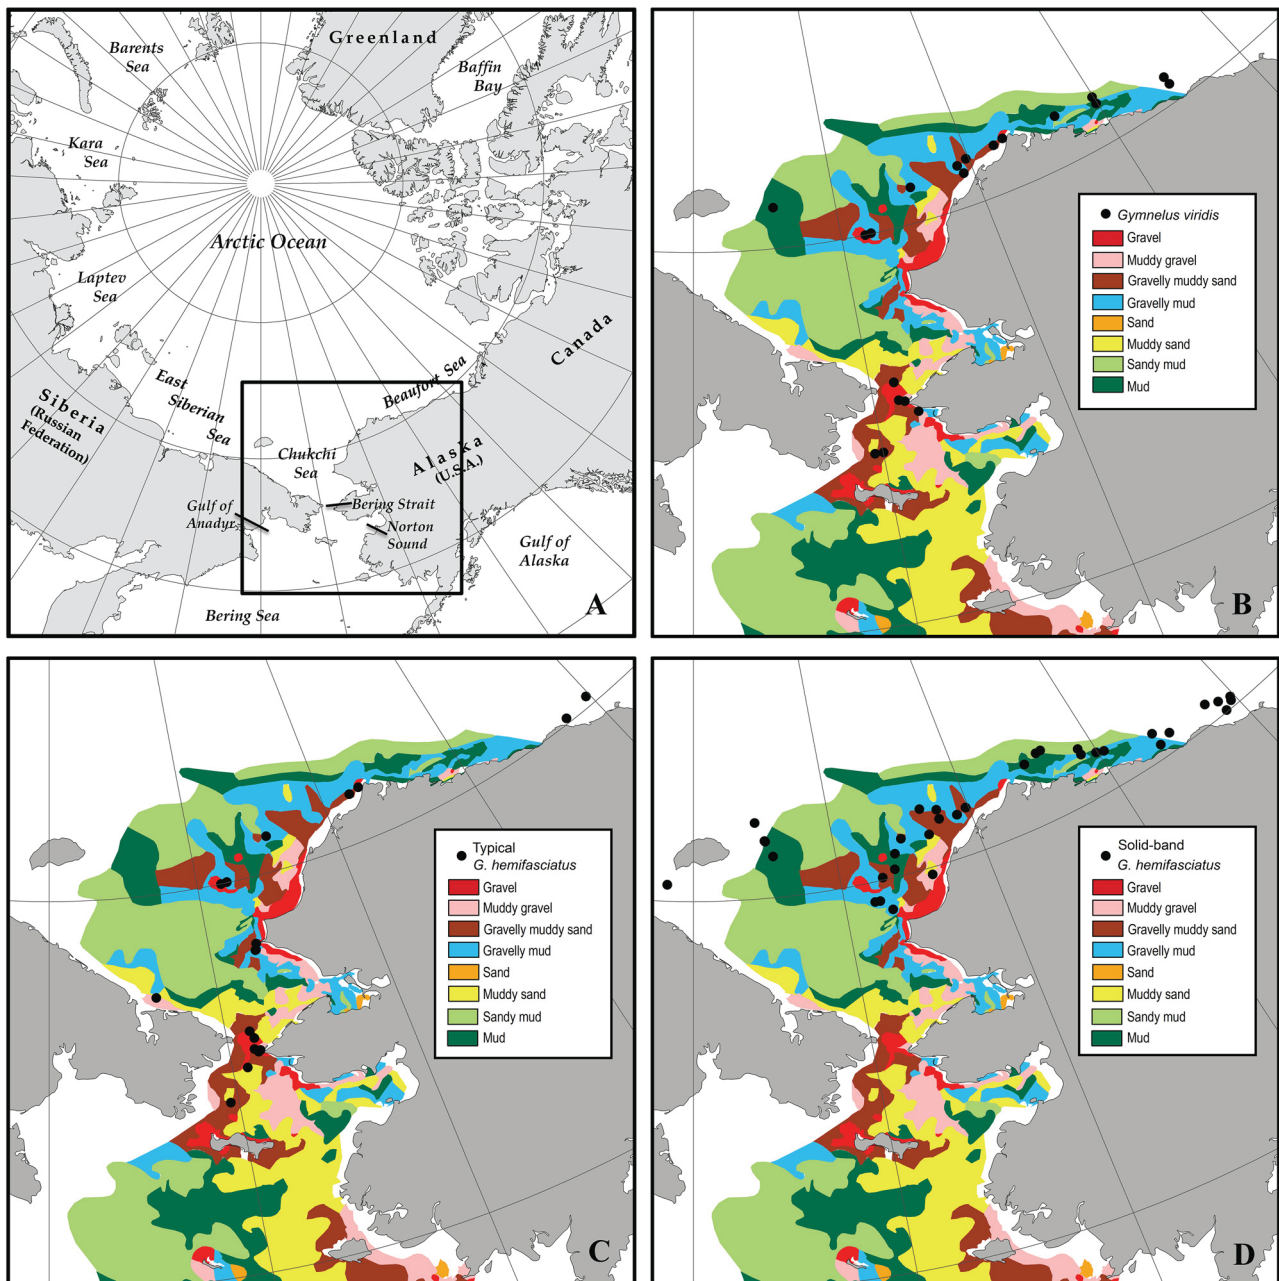 Greenland
Barents
Sea
Baffin
Bay
Kara
Sea
Arctic Ocean
Laptev
Sea
Canada
East
Siberian
Sea
Beaufort Sea
Siberia
(Russian
Federation)
Chukchi
Sea
Alaska
(U.S.A.)
Gulf of
Anadyr
Bering Strait
Norton
Sound
Gulf of
Alaska
Bering Sea
A
Gymnelus viridis
Gravel
Muddy gravel
Gravelly muddy sand
Gravelly mud
Sand
Muddy sand
Sandy mud
Mud
B
Typical
G. hemifasciatus
Gravel
Muddy gravel
Gravelly muddy sand
Gravelly mud
Sand
Muddy sand
Sandy mud
Mud
C
Solid-band
G. hemifasciatus
Gravel
Muddy gravel
Gravelly muddy sand
Gravelly mud
Sand
Muddy sand
Sandy mud
Mud
D